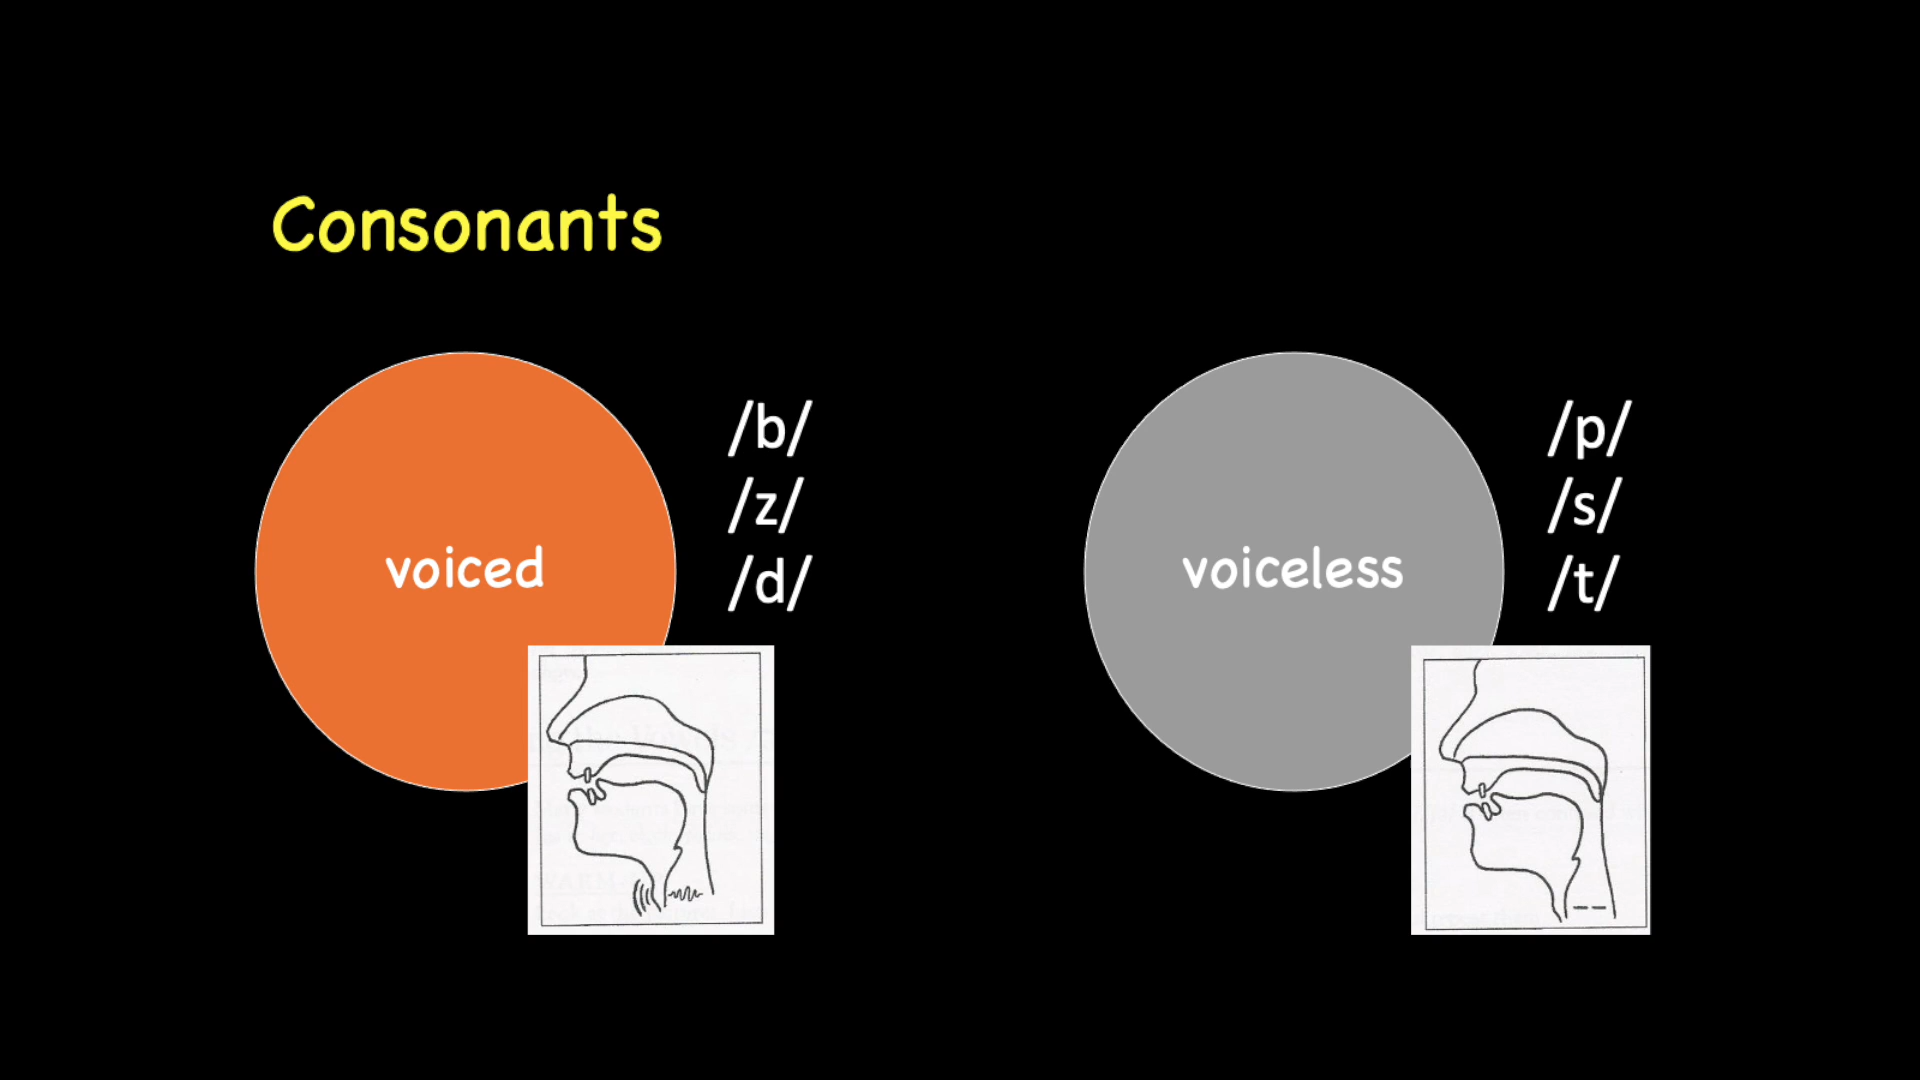 Consonants
voiced
/b/
/z/
/d/
voiceless
/p/
/s/
/t/